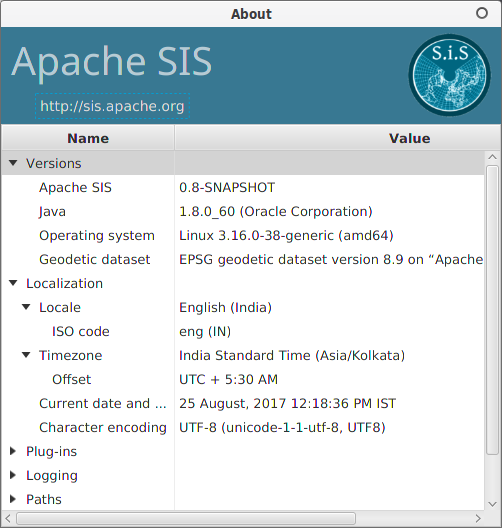 About
Apache SIS
S.i.S
http://sis.apache.org
Name Value
Versions
Apache SIS 0.8-SNAPSHOT
Java 1.8.0_60 (Oracle Corporation)
Operating system Linux 3.16.0-38-generic (amd64)
Geodetic dataset EPSG geodetic dataset version 8.9 on “Apache
Localization
Locale English (India)
ISO code eng (IN)
Timezone India Standard Time (Asia/Kolkata)
Offset UTC + 5:30 AM
Current date and ... 25 August, 2017 12:18:36 PM IST
Character encoding UTF-8 (unicode-1-1-utf-8, UTF8)
Plug-ins
Logging
Paths